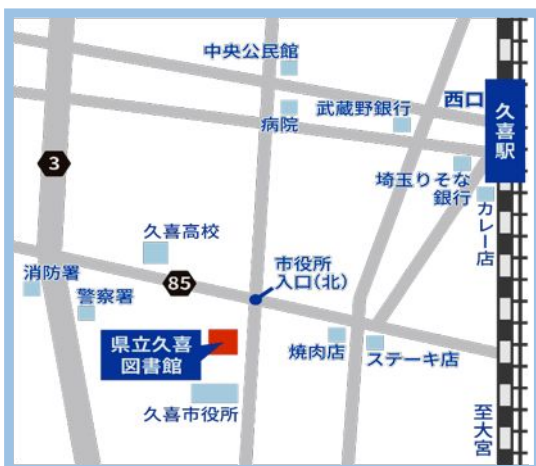 中央公民館
西口
久喜駅
病院
武蔵野銀行
埼玉りそな
銀行
カレー店
3
久喜高校
85
市役所
入口(北)
消防署
警察署
県立久喜
図書館
焼肉店
ステーキ店
久喜市役所
至大宮